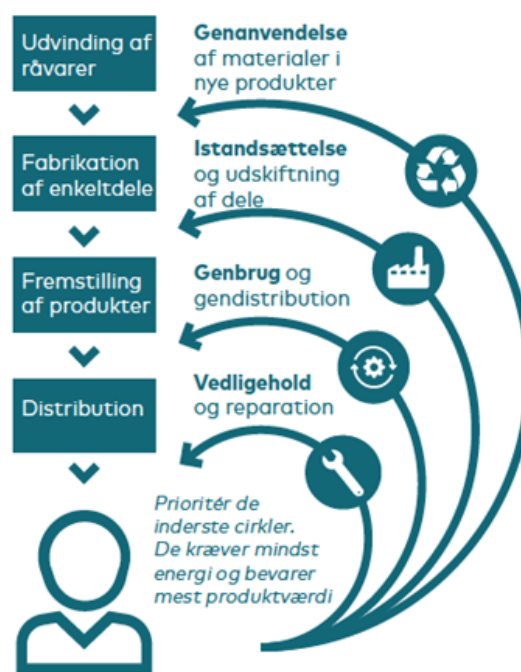 Udvinding af
råvarer
Genanvendelse
af materialer i
nye produkter
Fabrikation
af enkeltdele
Istandsættelse
og udskiftning
af dele
Fremstilling
af produkter
Genbrug og
gendistribution
Distribution
Vedligehold
og reparation
Prioritér de
inderste cirkler.
De kræver mindst
energi og bevarer
mest produktværdi